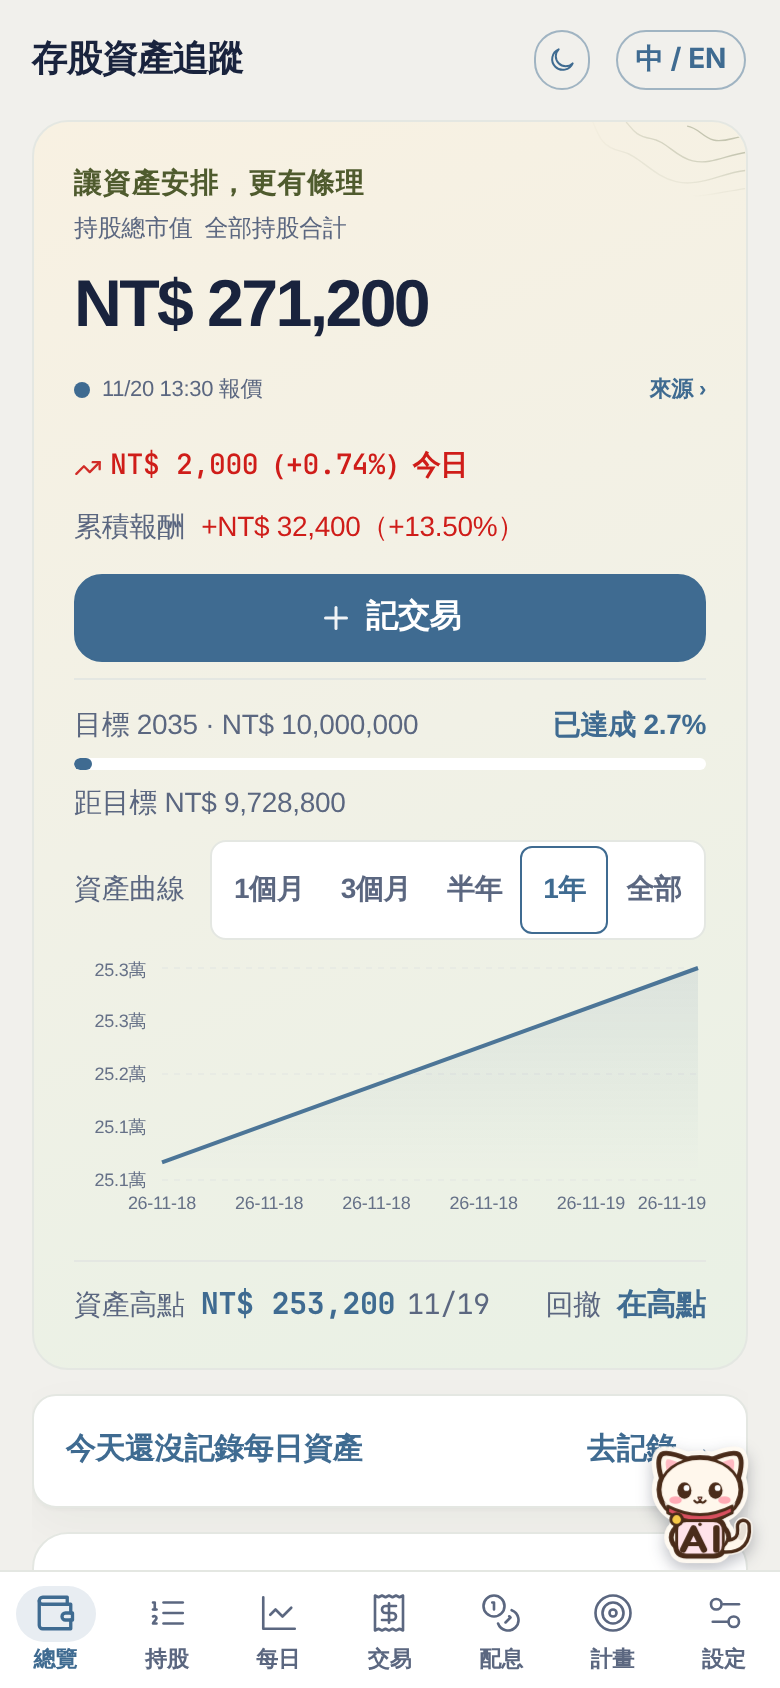 存股資產追蹤
中 / EN
讓資產安排，更有條理
持股總市值 全部持股合計
NT$ 271,200
11/20 13:30 報價
來源 ›
NT$ 2,000（+0.74%）今日
累積報酬 +NT$ 32,400（+13.50%）
＋ 記交易
目標 2035 · NT$ 10,000,000
已達成 2.7%
距目標 NT$ 9,728,800
資產曲線
1個月 3個月 半年 1年 全部
25.3萬
25.3萬
25.2萬
25.1萬
25.1萬
26-11-18 26-11-18 26-11-18 26-11-18 26-11-19 26-11-19
資產高點 NT$ 253,200 11/19
回撤 在高點
今天還沒記錄每日資產
去記錄
AI
總覽 持股 每日 交易 配息 計畫 設定